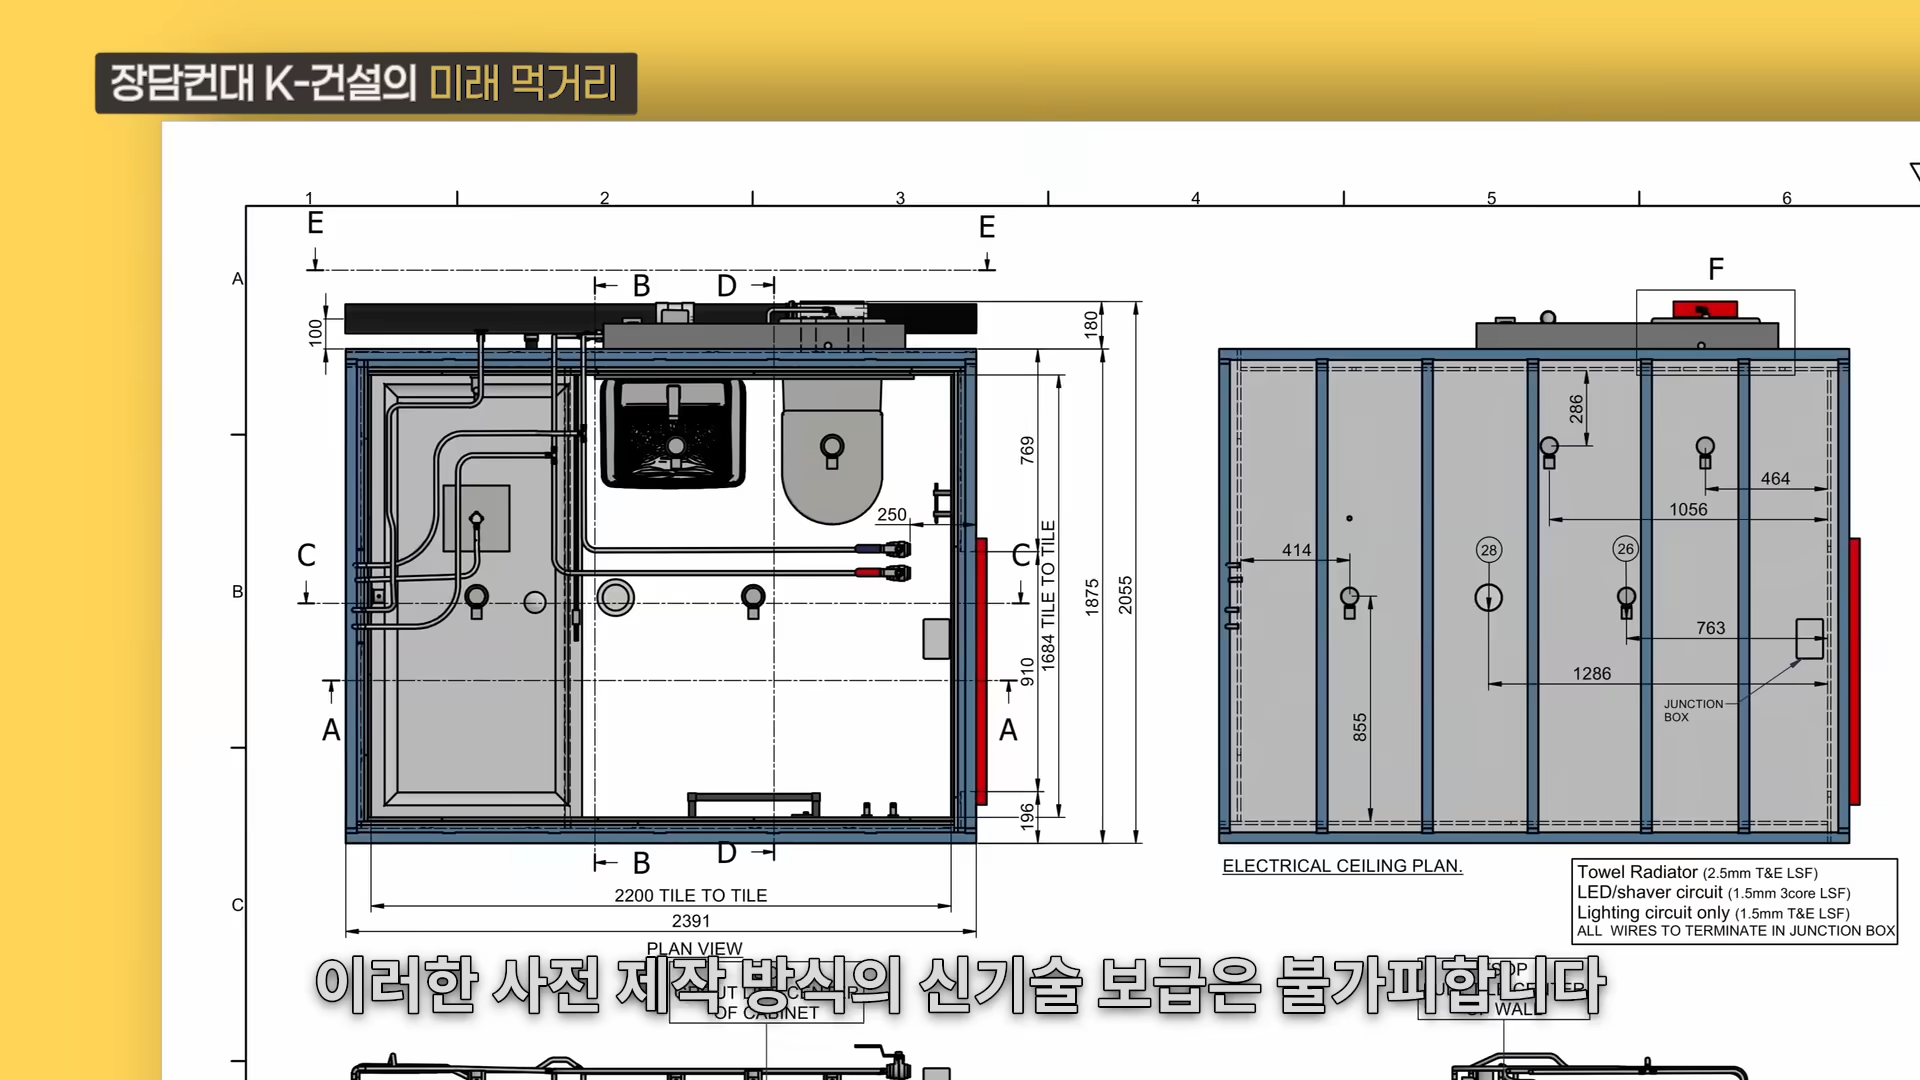 장담컨대 K-건설의 미래 먹거리
1 2 3 4 5 6
E E
A
B D
F
100
180
286
769
464
250
1056
C C
414 28 26
B
1684 TILE TO TILE
1875
2055
763
910
1286
A A
JUNCTION
BOX
855
196
B D
ELECTRICAL CEILING PLAN.
Towel Radiator (2.5mm T&E LSF)
LED/shaver circuit (1.5mm 3core LSF)
Lighting circuit only (1.5mm T&E LSF)
ALL WIRES TO TERMINATE IN JUNCTION BOX
2200 TILE TO TILE
C
2391
PLAN VIEW
이러한 사전 제작 방식의 신기술 보급은 불가피합니다
OF CABINET
OF WALL